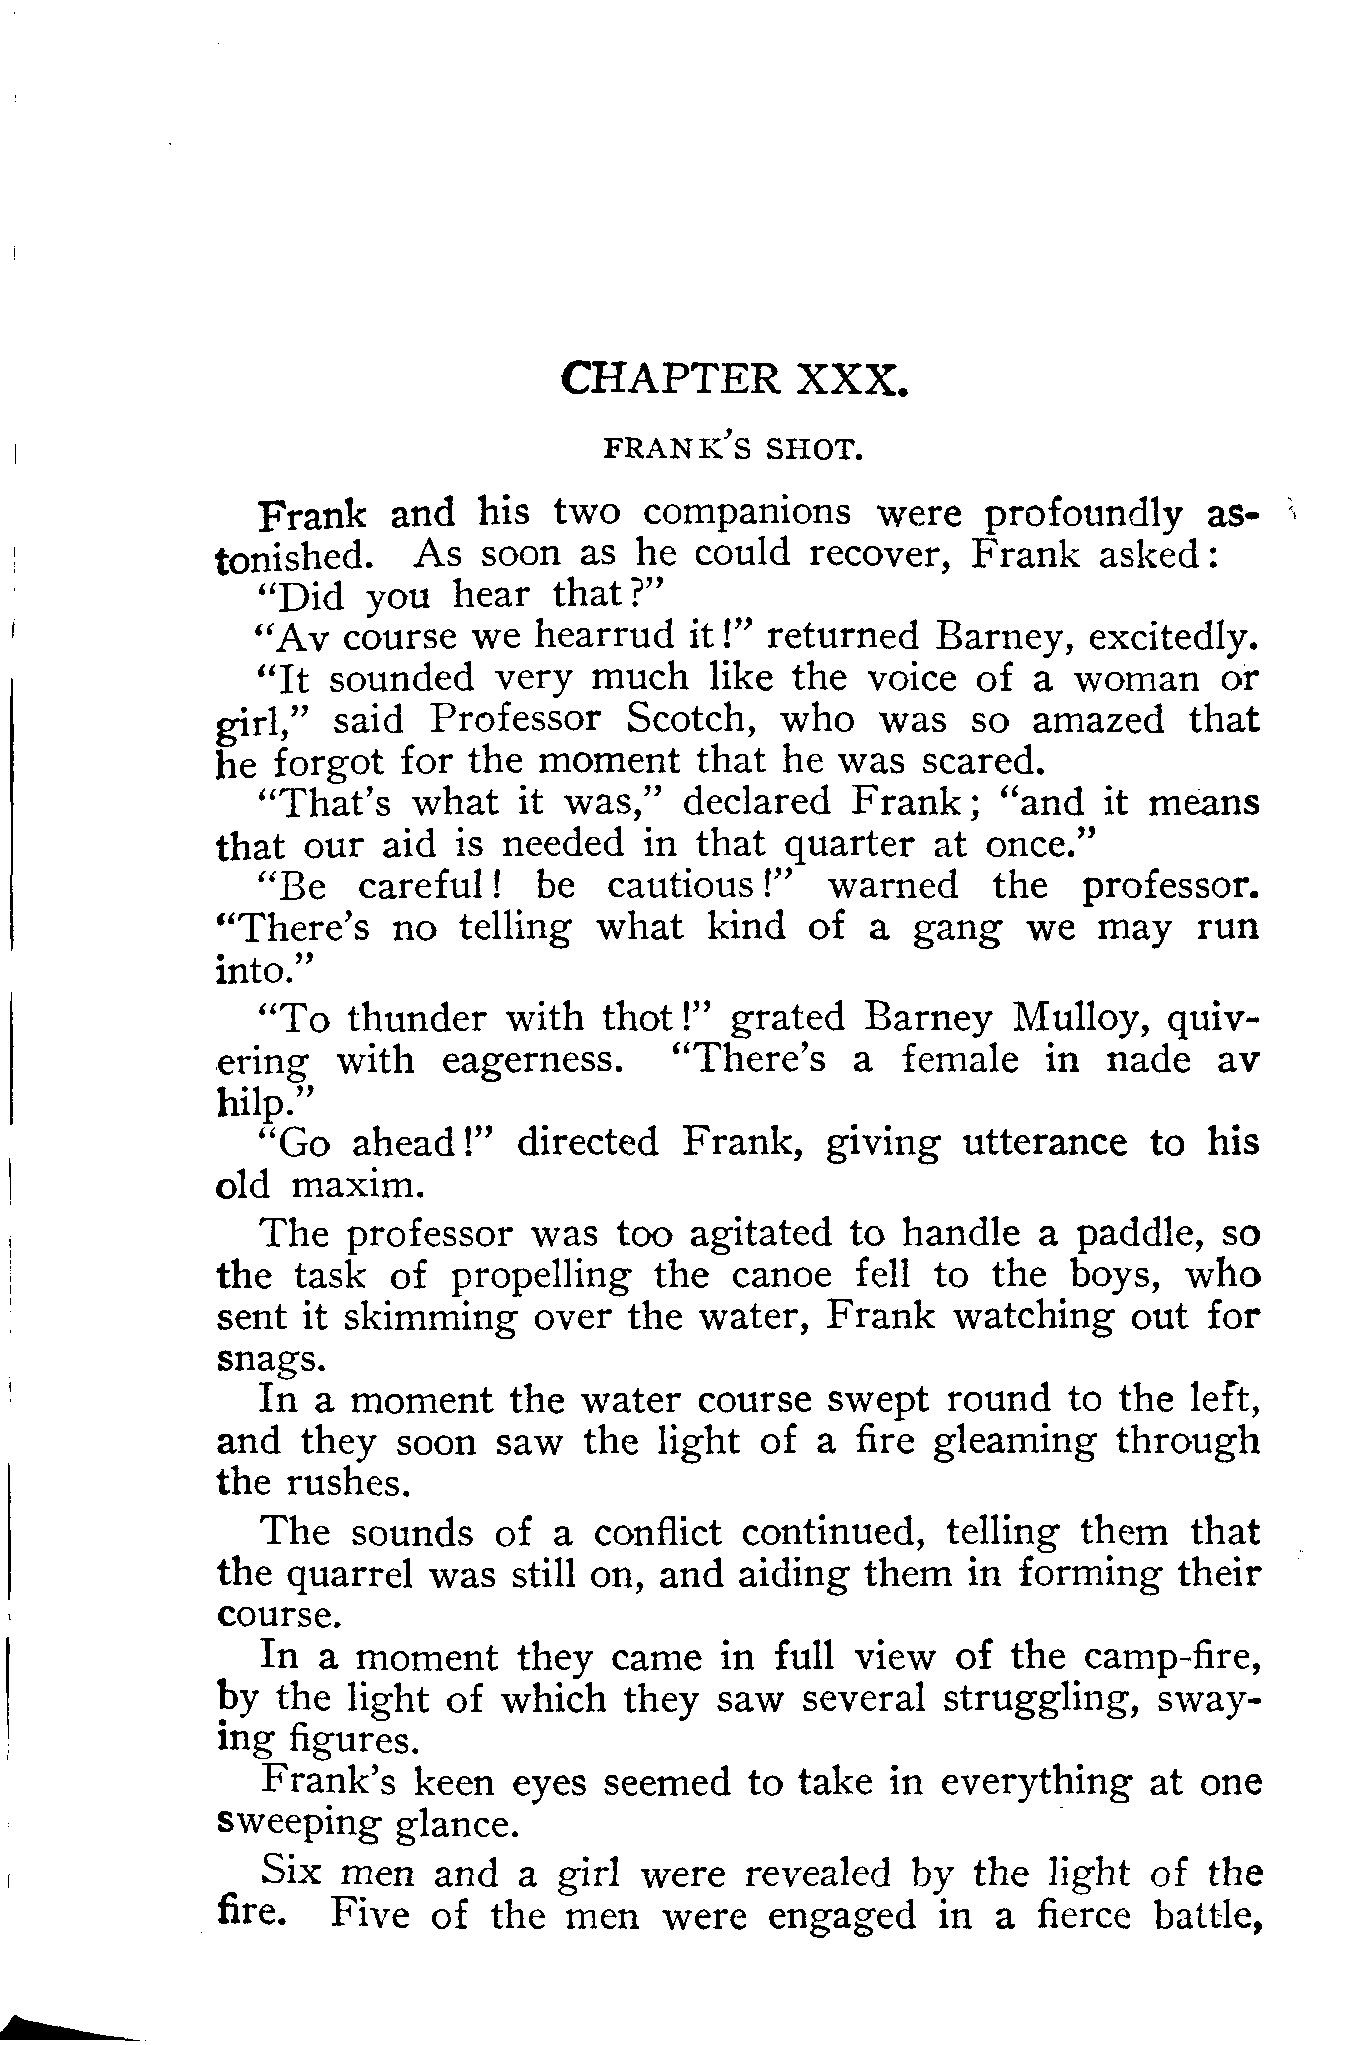 CHAPTER XXX.
FRANK'S SHOT.
Frank and his two companions were profoundly as-
tonished. As soon as he could recover, Frank asked:
"Did you hear that?"
"Av course we hearrud it!" returned Barney, excitedly.
"It sounded very much like the voice of a woman or
girl," said Professor Scotch, who was so amazed that
he forgot for the moment that he was scared.
"That's what it was," declared Frank; "and it means
that our aid is needed in that quarter at once."
"Be careful! be cautious!" warned the professor.
"There's no telling what kind of a gang we may run
into."
"To thunder with thot!" grated Barney Mulloy, quiv-
ering with eagerness. "There's a female in nade av
hilp."
"Go ahead!" directed Frank, giving utterance to his
old maxim.
The professor was too agitated to handle a paddle, so
the task of propelling the canoe fell to the boys, who
sent it skimming over the water, Frank watching out for
snags.
In a moment the water course swept round to the left,
and they soon saw the light of a fire gleaming through
the rushes.
The sounds of a conflict continued, telling them that
the quarrel was still on, and aiding them in forming their
course.
In a moment they came in full view of the camp-fire,
by the light of which they saw several struggling, sway-
ing figures.
Frank's keen eyes seemed to take in everything at one
sweeping glance.
Six men and a girl were revealed by the light of the
fire. Five of the men were engaged in a fierce battle,